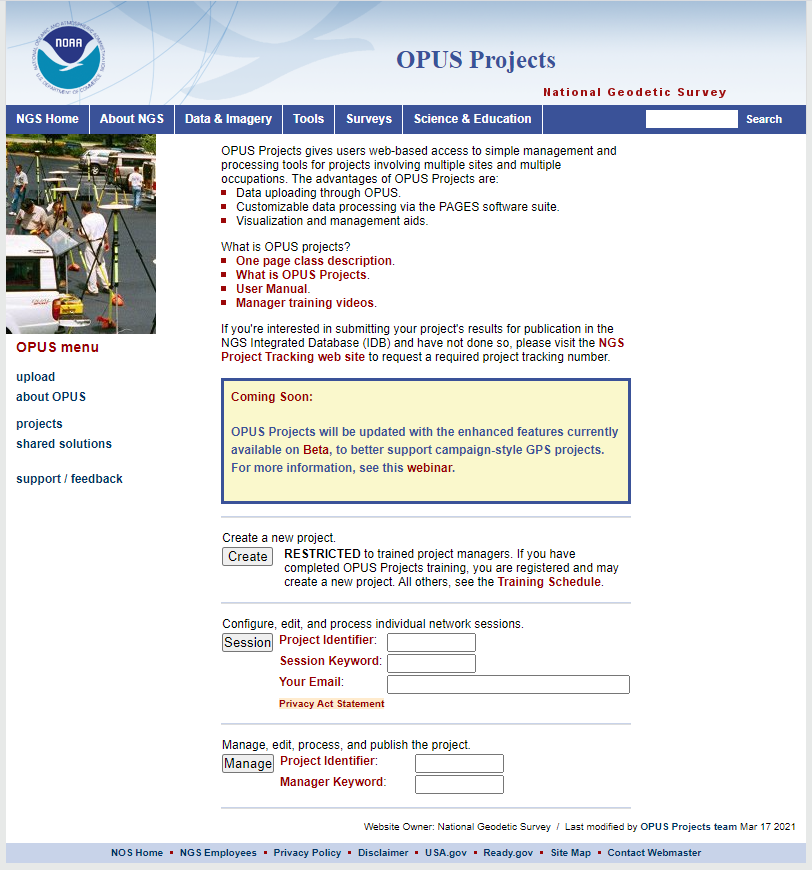 NOAA
NATIONAL OCEANIC AND ATMOSPHERIC ADMINISTRATION
U.S. DEPARTMENT OF COMMERCE
OPUS Projects
National Geodetic Survey
NGS Home
About NGS
Data & Imagery
Tools
Surveys
Science & Education
Search
OPUS menu
upload
about OPUS
projects
shared solutions
support / feedback
OPUS Projects gives users web-based access to simple management and
processing tools for projects involving multiple sites and multiple
occupations. The advantages of OPUS Projects are:
Data uploading through OPUS.
Customizable data processing via the PAGES software suite.
Visualization and management aids.
What is OPUS projects?
One page class description.
What is OPUS Projects.
User Manual.
Manager training videos.
If you're interested in submitting your project's results for publication in the
NGS Integrated Database (IDB) and have not done so, please visit the NGS
Project Tracking web site to request a required project tracking number.
Coming Soon:
OPUS Projects will be updated with the enhanced features currently
available on Beta, to better support campaign-style GPS projects.
For more information, see this webinar.
Create a new project.
Create
RESTRICTED to trained project managers. If you have
completed OPUS Projects training, you are registered and may
create a new project. All others, see the Training Schedule.
Configure, edit, and process individual network sessions.
Session
Project Identifier:
Session Keyword:
Your Email:
Privacy Act Statement
Manage, edit, process, and publish the project.
Manage
Project Identifier:
Manager Keyword:
Website Owner: National Geodetic Survey / Last modified by OPUS Projects team Mar 17 2021
NOS Home ▪ NGS Employees ▪ Privacy Policy ▪ Disclaimer ▪ USA.gov ▪ Ready.gov ▪ Site Map ▪ Contact Webmaster